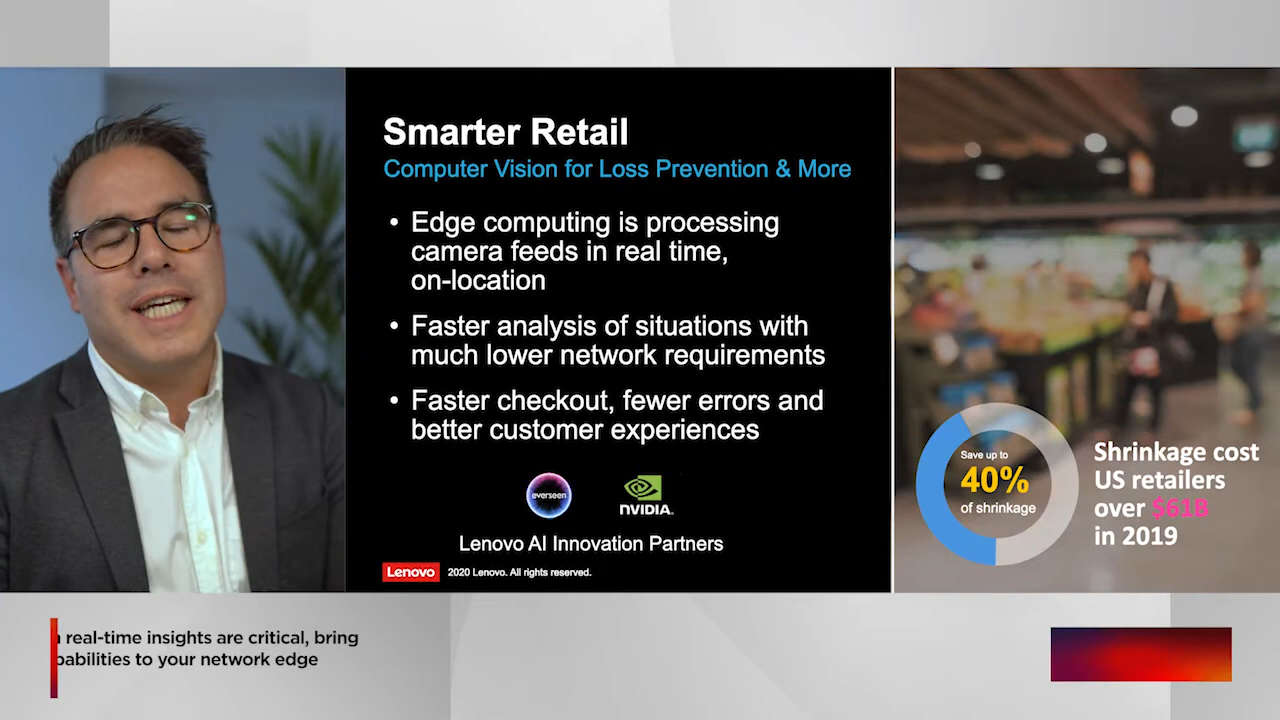 Smarter Retail
Computer Vision for Loss Prevention & More
• Edge computing is processing
camera feeds in real time,
on-location
• Faster analysis of situations with
much lower network requirements
• Faster checkout, fewer errors and
better customer experiences
everseen
NVIDIA.
Lenovo AI Innovation Partners
Lenovo
2020 Lenovo. All rights reserved.
Save up to
40%
of shrinkage
Shrinkage cost
US retailers
over $61B
in 2019
real-time insights are critical, bring
to your network edge